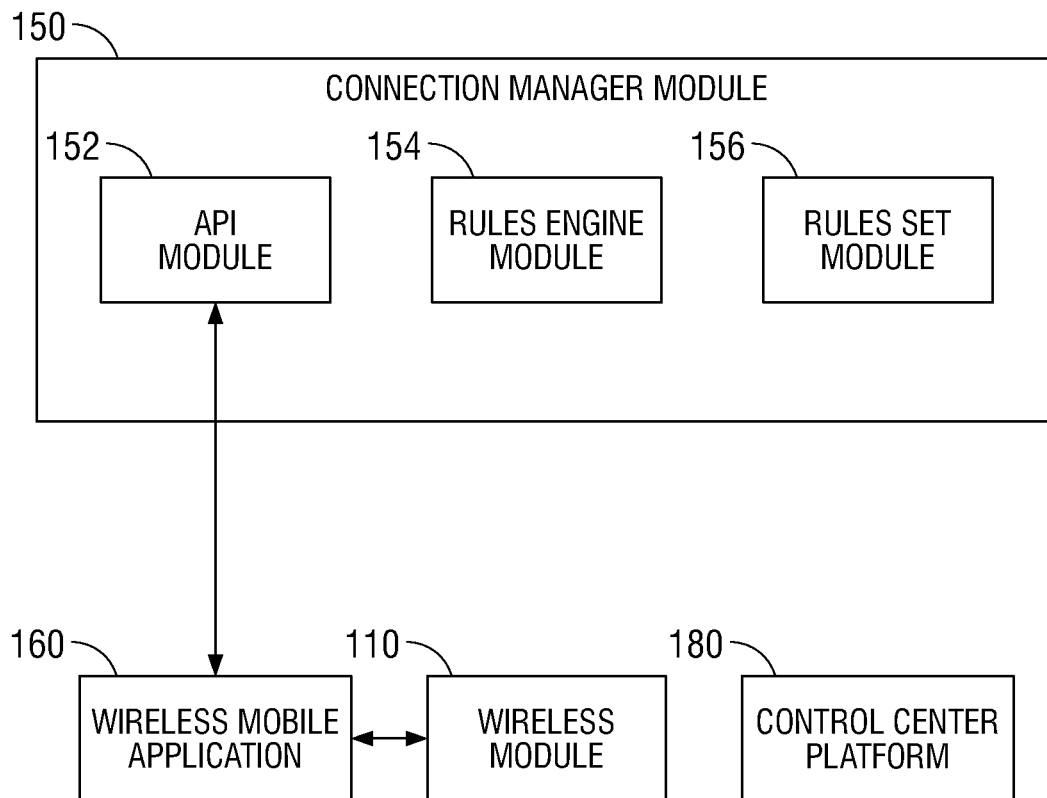 150
CONNECTION MANAGER MODULE
152
154
156
API
MODULE
RULES ENGINE
MODULE
RULES SET
MODULE
160
110
180
WIRELESS MOBILE
APPLICATION
WIRELESS
MODULE
CONTROL CENTER
PLATFORM